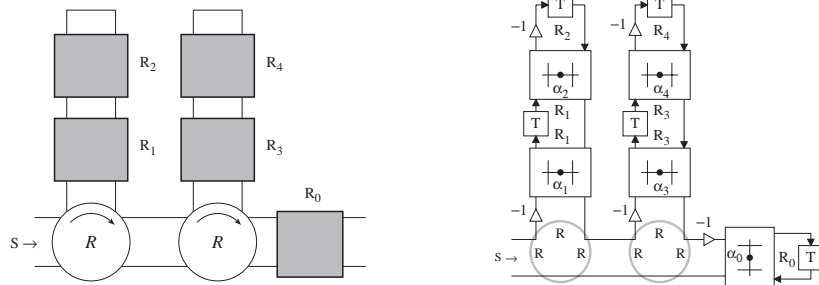 R2 R4
R1 R3
R0
S → R R
T T
−1 R2 −1 R4
α2 α4
R1 R3
T T
R1 R3
α1 α3
−1 −1 −1
R R
S → R R R R α0 R0 T